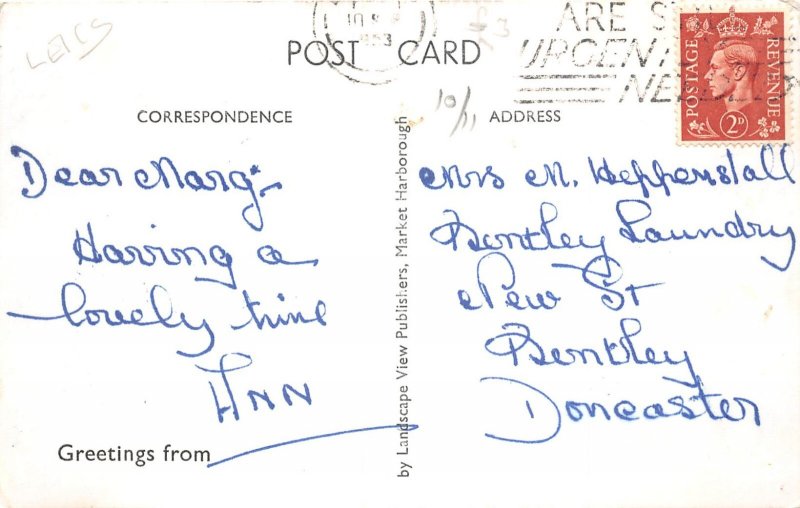 LEICS
POST CARD
10
ARE
URGENT
POSTAGE
REVENUE
2D
CORRESPONDENCE
10/11
ADDRESS
Dear Marg.
Having a
lovely time
ANN
Greetings from
by Landscape View Publishers, Market Harborough
Mrs M. Heppenstall
Bentley Laundry
New St
Bentley
Doncaster